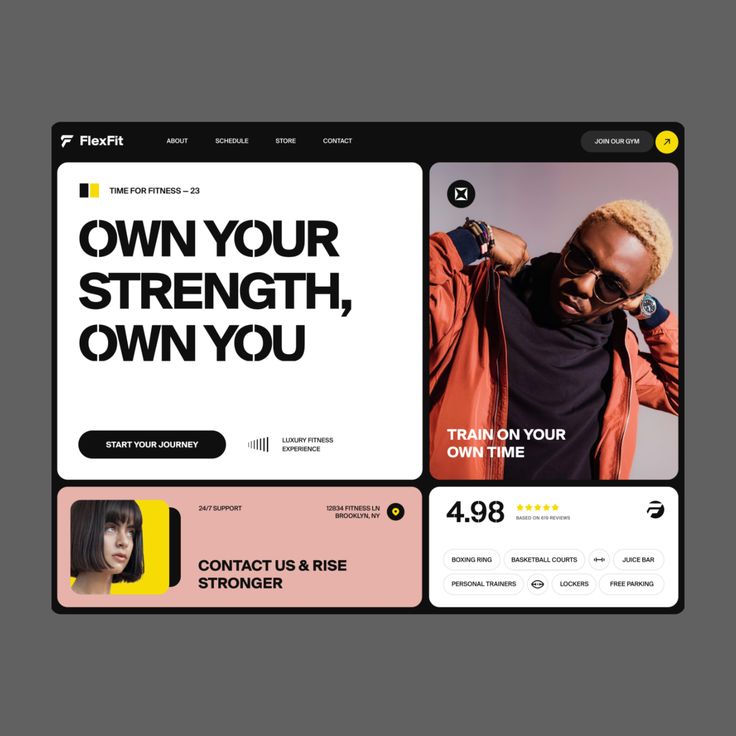 FlexFit
ABOUT
SCHEDULE
STORE
CONTACT
JOIN OUR GYM
TIME FOR FITNESS – 23
OWN YOUR
STRENGTH,
OWN YOU
START YOUR JOURNEY
LUXURY FITNESS
EXPERIENCE
TRAIN ON YOUR
OWN TIME
24/7 SUPPORT
12834 FITNESS LN
BROOKLYN, NY
CONTACT US & RISE
STRONGER
4.98
BASED ON 619 REVIEWS
BOXING RING
BASKETBALL COURTS
JUICE BAR
PERSONAL TRAINERS
LOCKERS
FREE PARKING